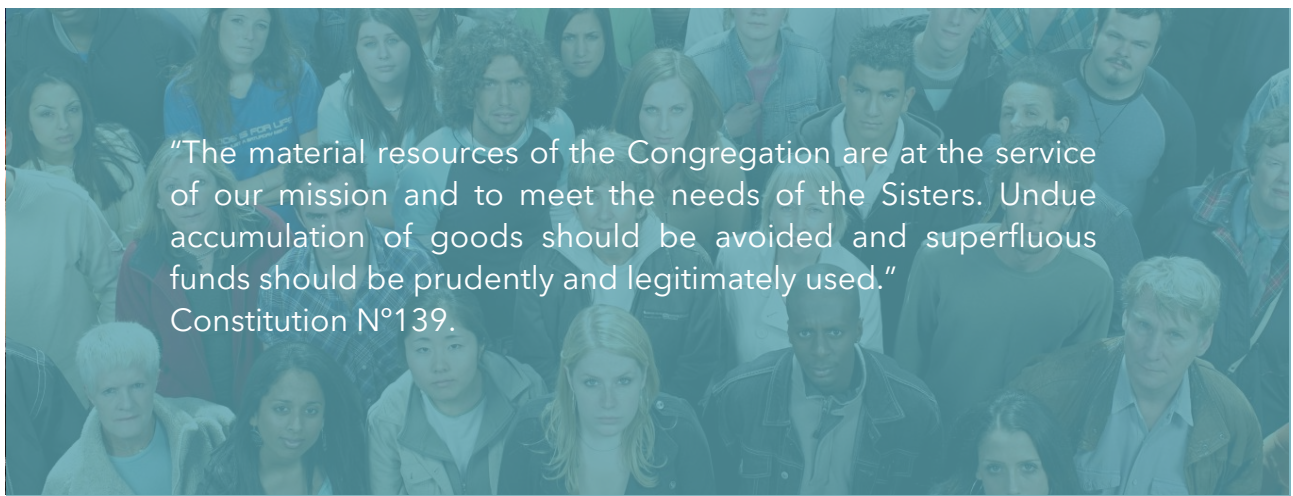 "The material resources of the Congregation are at the service
of our mission and to meet the needs of the Sisters. Undue
accumulation of goods should be avoided and superfluous
funds should be prudently and legitimately used."
Constitution Nº139.